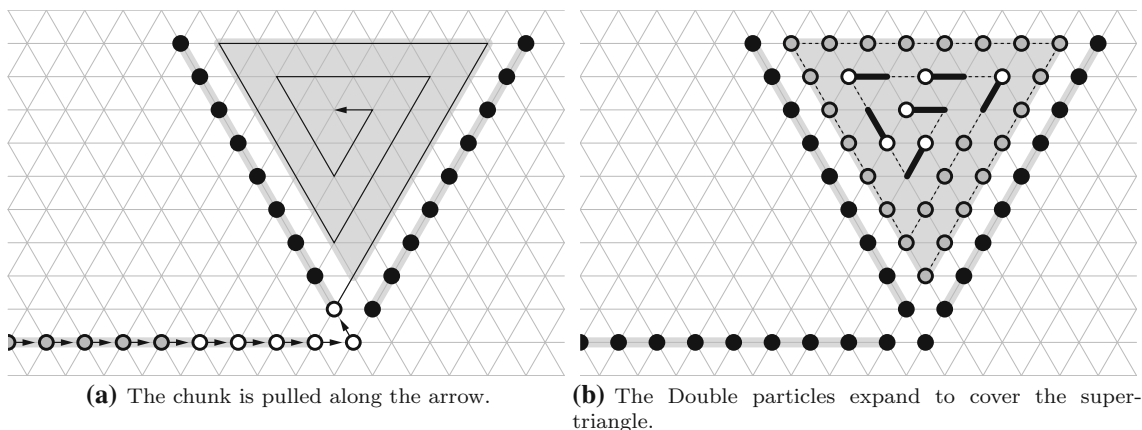 (a) The chunk is pulled along the arrow.
(b) The Double particles expand to cover the super-
triangle.